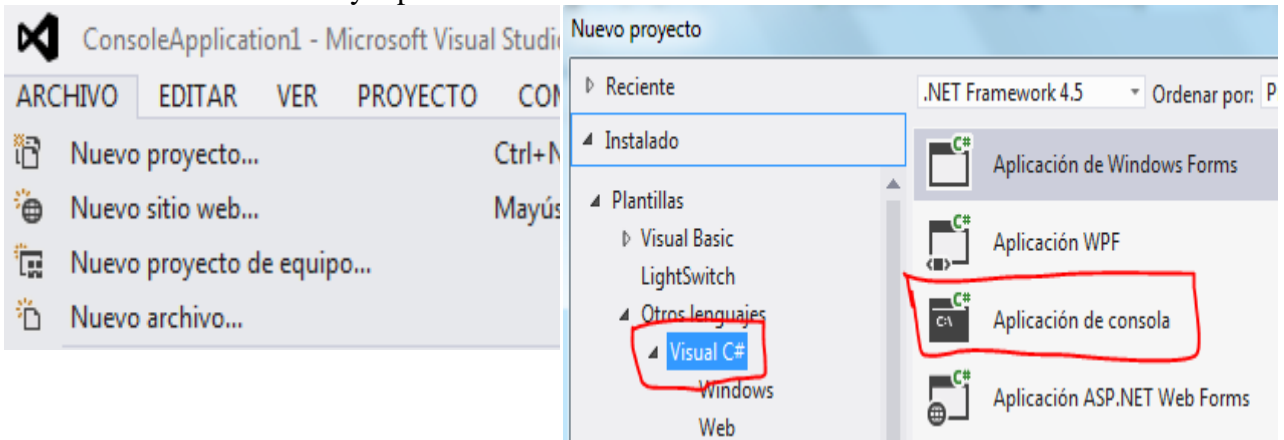 ConsoleApplication1 - Microsoft Visual Studi
ARCHIVO EDITAR VER PROYECTO
Nuevo proyecto... Ctrl+N
Nuevo sitio web... Mayús
Nuevo proyecto de equipo...
Nuevo archivo...
Nuevo proyecto
Reciente
Instalado
Plantillas
Visual Basic
LightSwitch
Otros lenguajes
Visual C#
Windows
Web
.NET Framework 4.5 Ordenar por: P
C# Aplicación de Windows Forms
C# Aplicación WPF
C# C:\ Aplicación de consola
C# Aplicación ASP.NET Web Forms